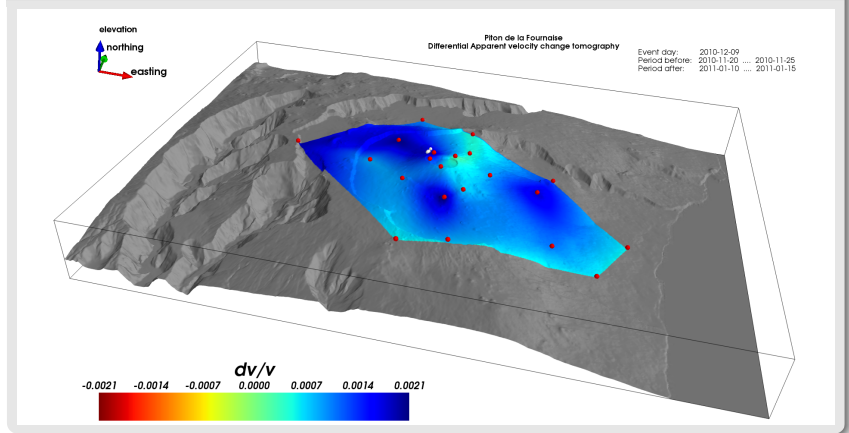 elevation
northing
easting
Piton de la Fournaise
Differential Apparent velocity change tomography
Event day: 2010-12-09
Period before: 2010-11-20 .... 2010-11-25
Period after: 2011-01-10 .... 2011-01-15
dv/v
-0.0021 -0.0014 -0.0007 0.0000 0.0007 0.0014 0.0021